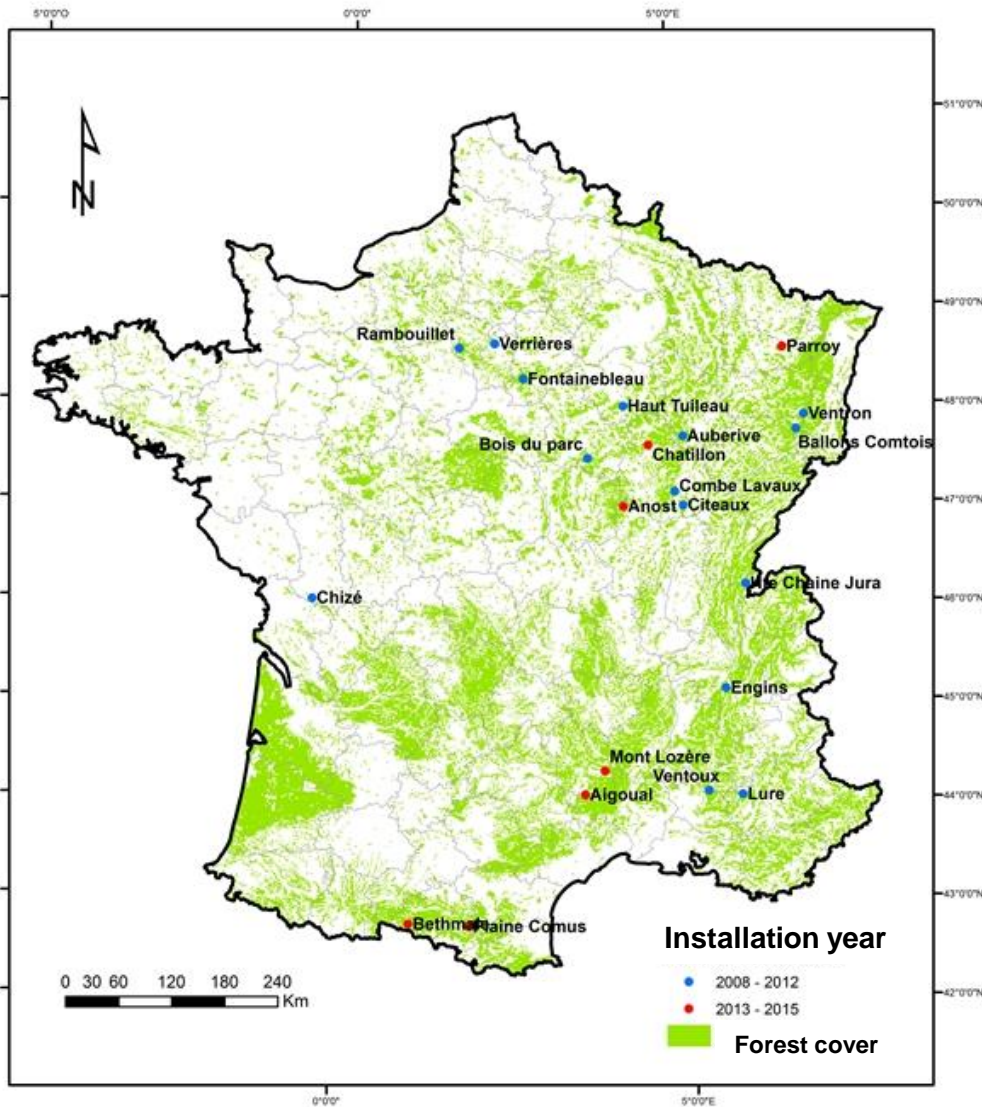 5°0'0"O 0°0'0" 5°0'0"E
51°0'0"N
N
50°0'0"N
49°0'0"N
Rambouillet
Verrières
Parroy
Fontainebleau
48°0'0"N
Haut Tuileau
Ventron
Auberive
Ballons Comtois
Bois du parc
Chatillon
Combe Lavaux
47°0'0"N
Anost
Citeaux
Chaine Jura
46°0'0"N
Chizé
45°0'0"N
Engins
Mont Lozère
Ventoux
44°0'0"N
Aigoual
Lure
43°0'0"N
Plaine Comus
Installation year
0 30 60 120 180 240
Km
2008 - 2012
42°0'0"N
2013 - 2015
Forest cover
0°0'0" 5°0'0"E